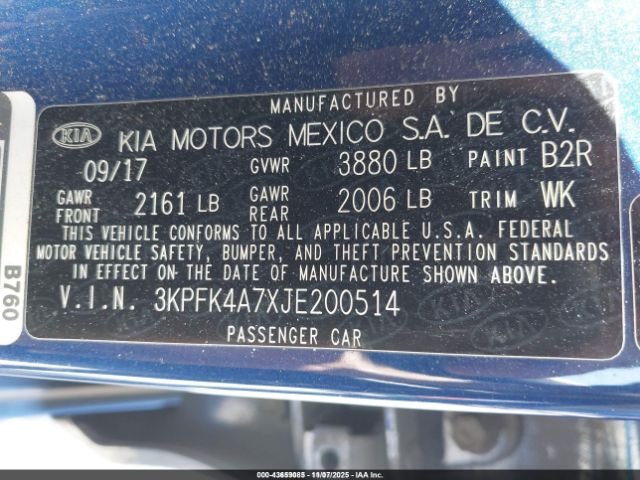 MANUFACTURED BY
KIA KIA MOTORS MEXICO S.A. DE C.V.
09/17 GVWR 3880 LB PAINT B2R
GAWR FRONT 2161 LB GAWR REAR 2006 LB TRIM WK
THIS VEHICLE CONFORMS TO ALL APPLICABLE U.S.A. FEDERAL
MOTOR VEHICLE SAFETY, BUMPER, AND THEFT PREVENTION STANDARDS
IN EFFECT ON THE DATE OF MANUFACTURE SHOWN ABOVE.
V.I.N. 3KPFK4A7XJE200514
PASSENGER CAR
B760
000-43659085 - 11/07/2025 - IAA Inc.